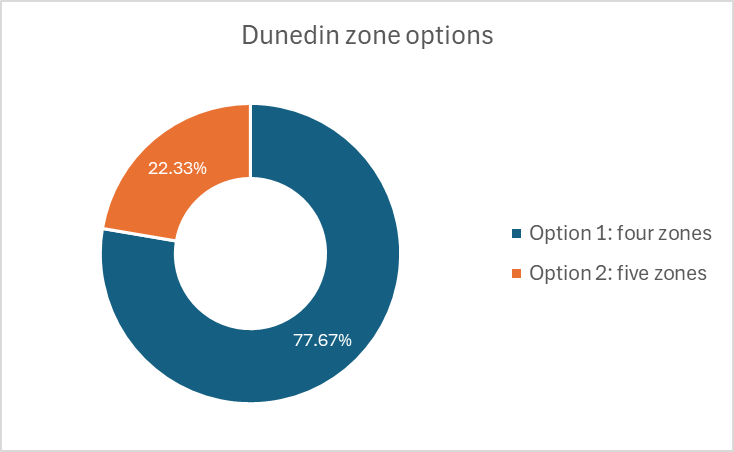 Dunedin zone options
22.33%
77.67%
Option 1: four zones
Option 2: five zones